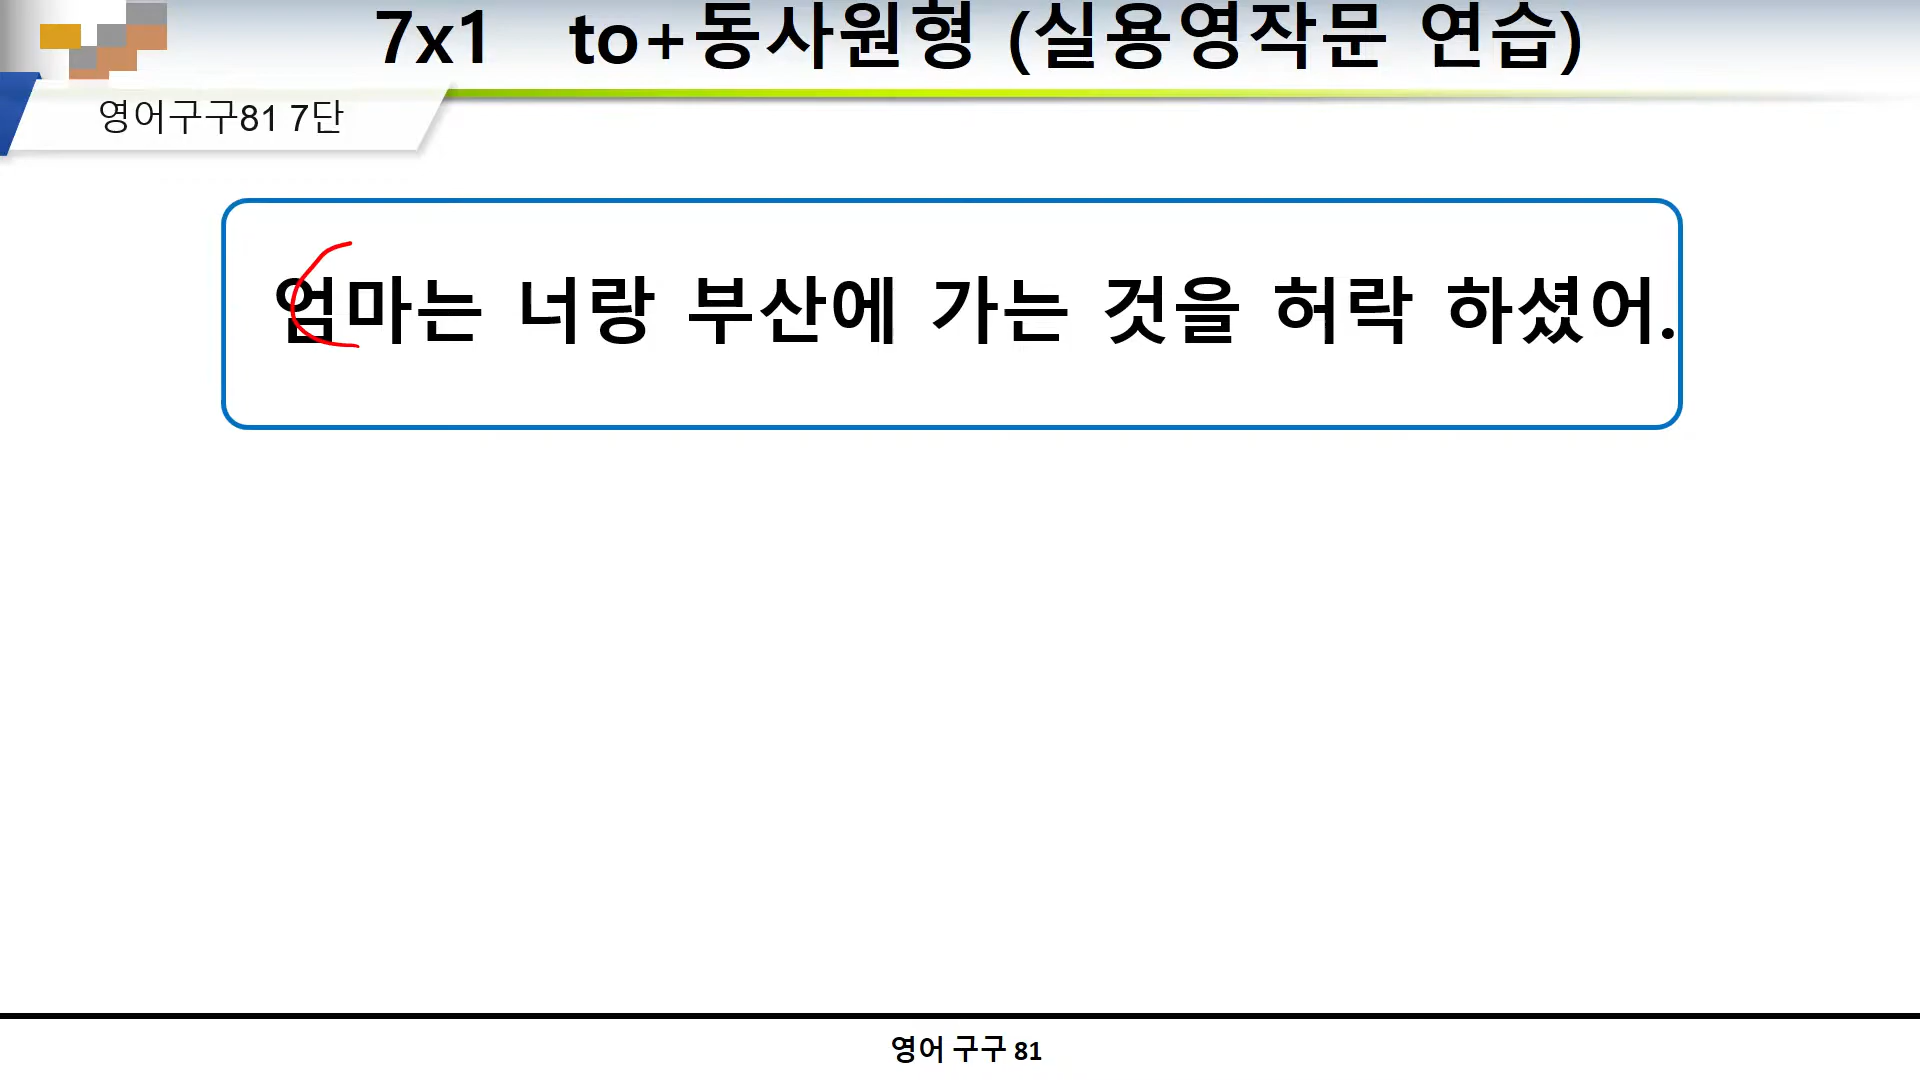 7x1 to+동사원형 (실용영작문 연습)
영어구구81 7단
엄마는 너랑 부산에 가는 것을 허락 하셨어.
영어 구구 81